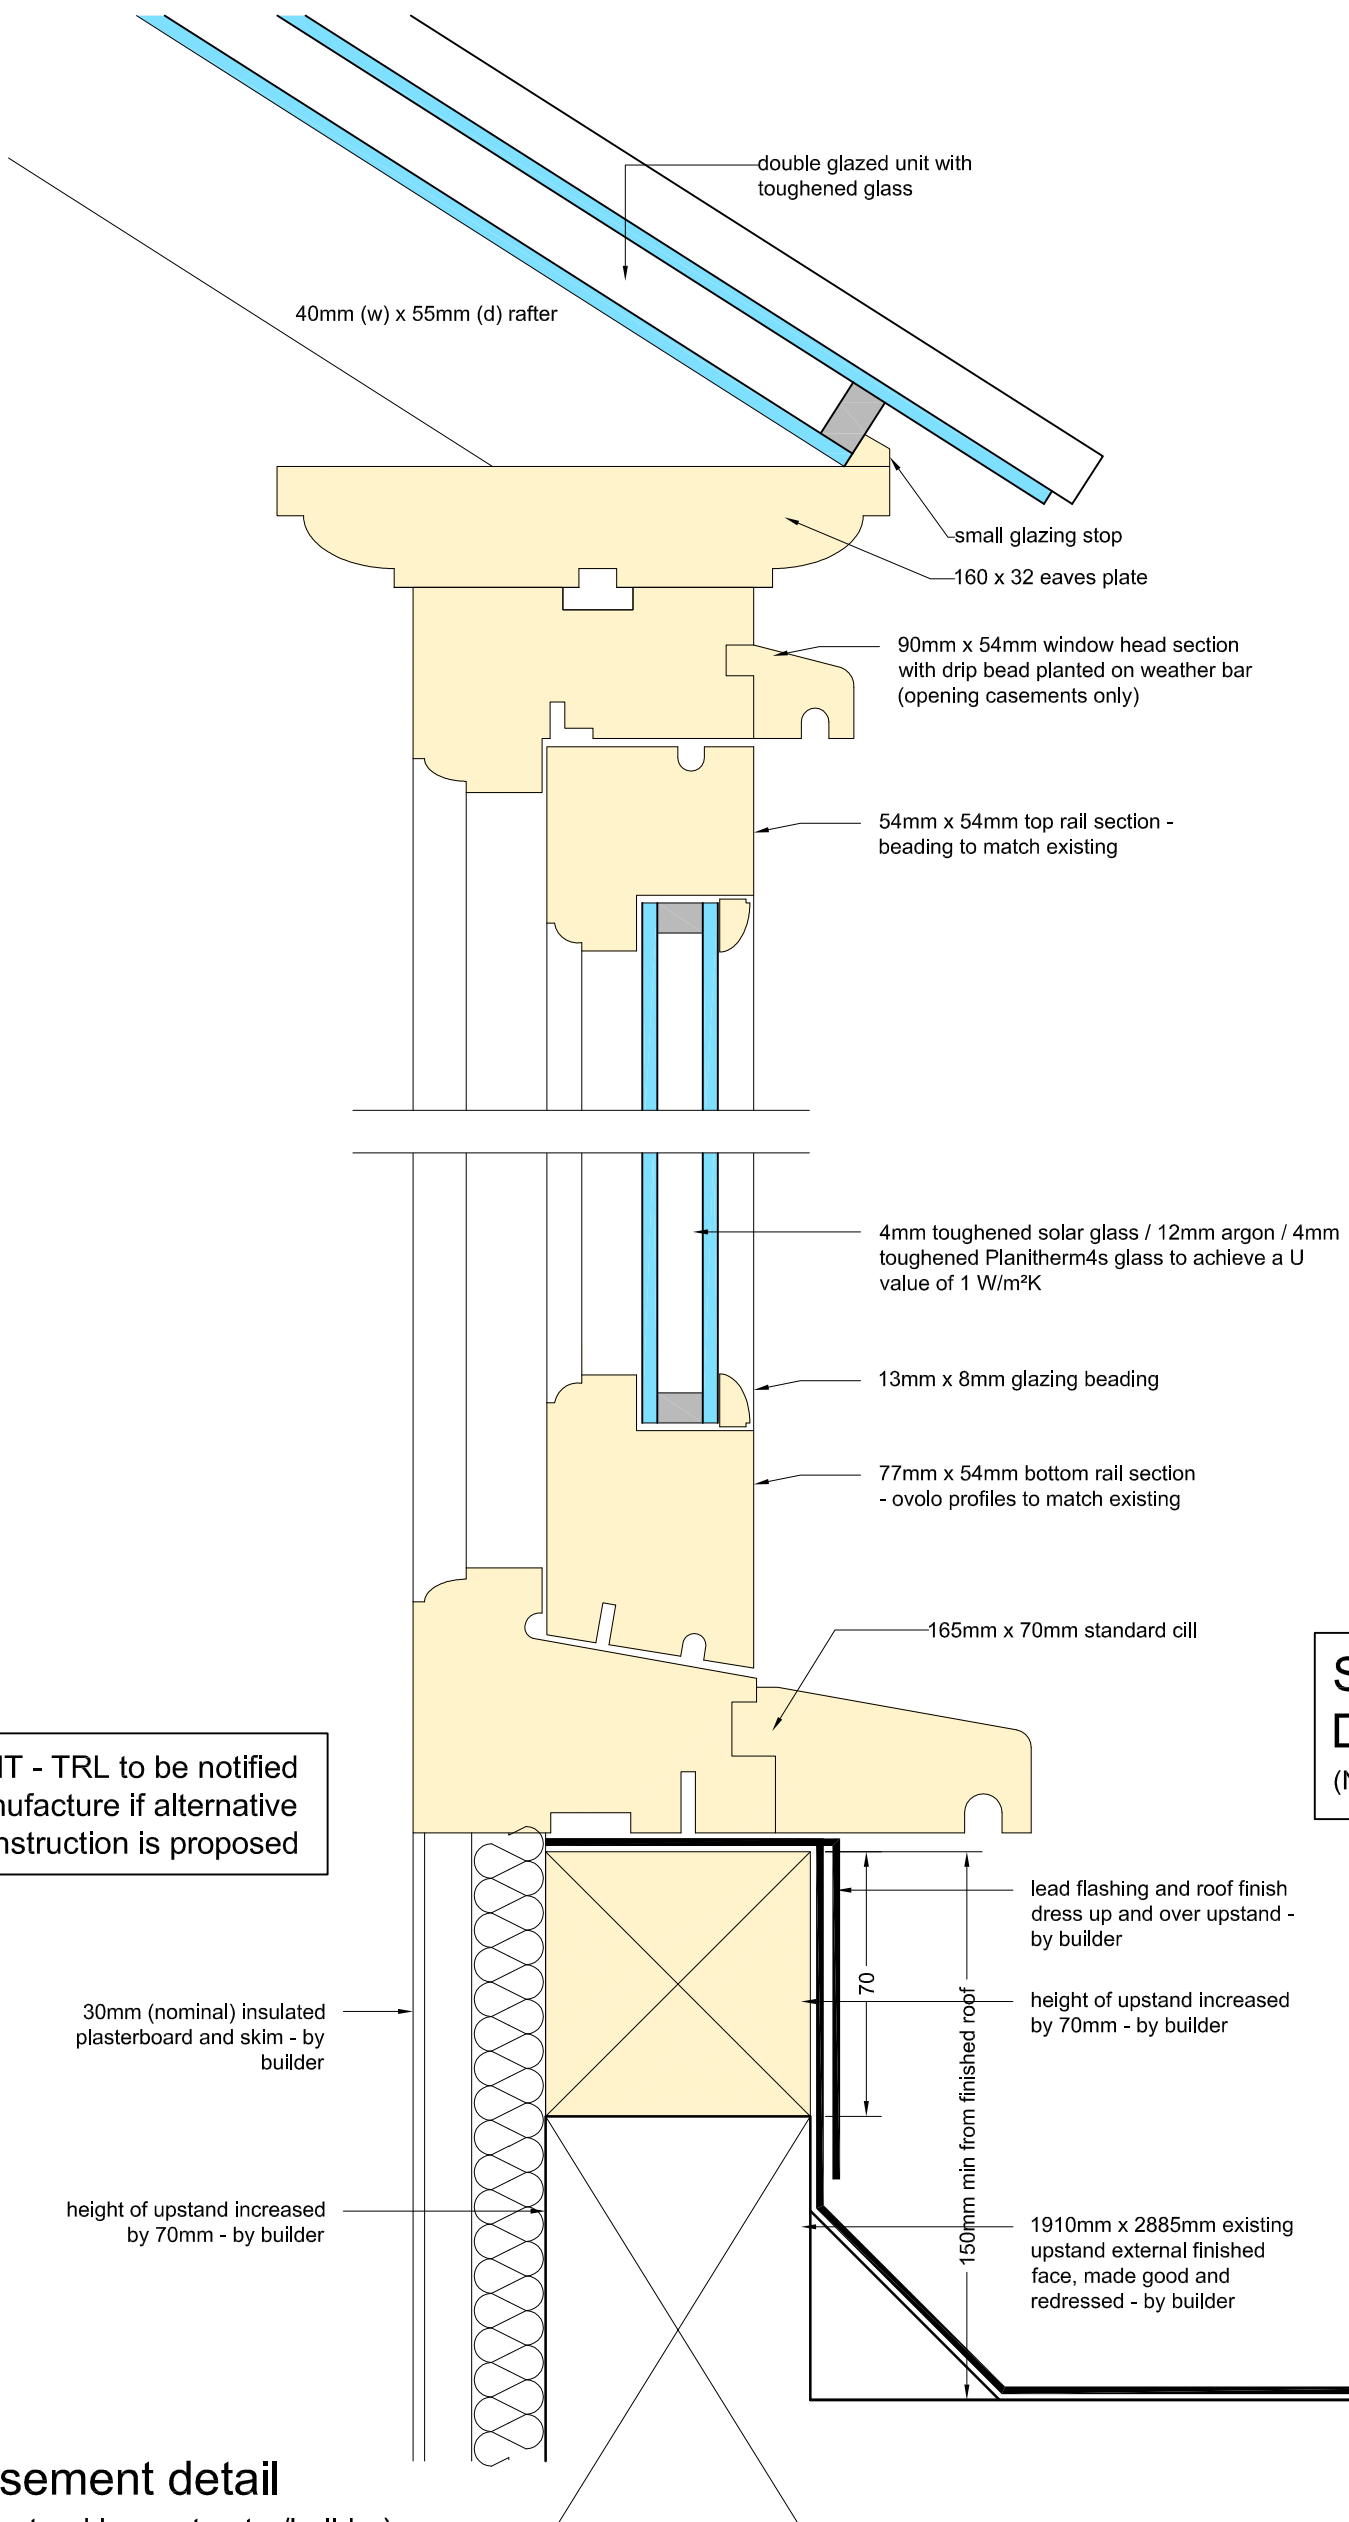 double glazed unit with
toughened glass
40mm (w) x 55mm (d) rafter
small glazing stop
160 x 32 eaves plate
90mm x 54mm window head section
with drip bead planted on weather bar
(opening casements only)
54mm x 54mm top rail section -
beading to match existing
4mm toughened solar glass / 12mm argon / 4mm
toughened Planitherm4s glass to achieve a U
value of 1 W/m²K
13mm x 8mm glazing beading
77mm x 54mm bottom rail section
- ovolo profiles to match existing
165mm x 70mm standard cill
- TRL to be notified
if alternative
is proposed
lead flashing and roof finish
dress up and over upstand -
by builder
70
150mm min from finished roof
height of upstand increased
by 70mm - by builder
30mm (nominal) insulated
plasterboard and skim - by
builder
height of upstand increased
by 70mm - by builder
1910mm x 2885mm existing
upstand external finished
face, made good and
redressed - by builder
detail